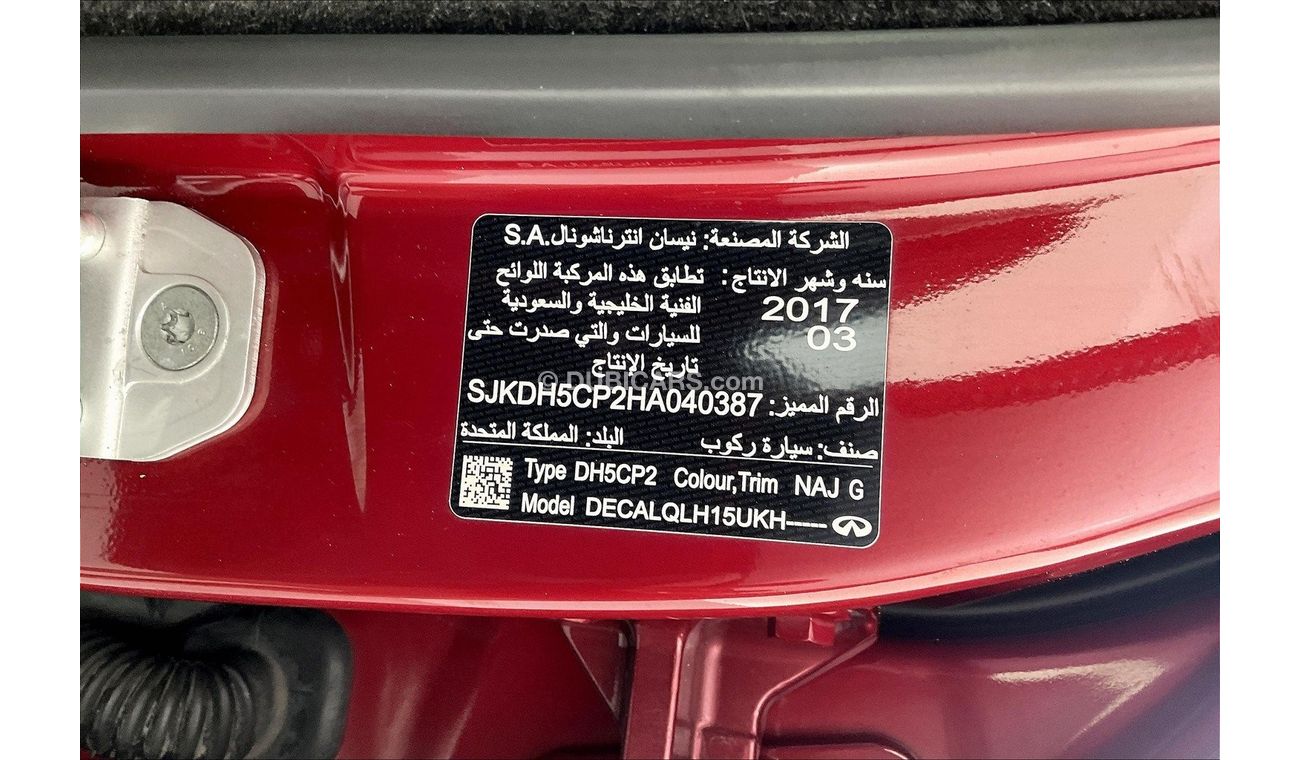 الشركة المصنعة: نيسان انترناشونال.S.A
سنه وشهر الانتاج : تطابق هذه المركبة اللوائح
2017 الفنية الخليجية والسعودية
03 للسيارات والتي صدرت حتى
تاريخ الإنتاج
© DUBICARS.com
الرقم المميز: SJKDH5CP2HA040387
صنف: سيارة ركوب البلد: المملكة المتحدة
Type DH5CP2 Colour,Trim NAJ G
Model DECALQLH15UKH-----